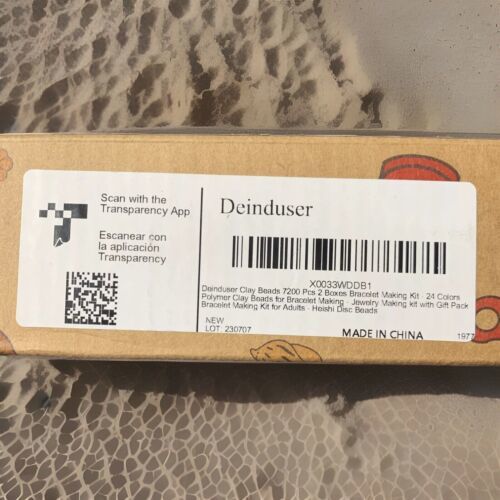 Scan with the
Transparency App
Escanear con
la aplicación
Transparency
Deinduser
X0033WDDB1
Deinduser Clay Beads 7200 Pcs 2 Boxes Bracelet Making Kit - 24 Colors
Polymer Clay Beads for Bracelet Making - Jewelry Making kit with Gift Pack
Bracelet Making Kit for Adults - Heishi Disc Beads
NEW
LOT: 230707
MADE IN CHINA
1977